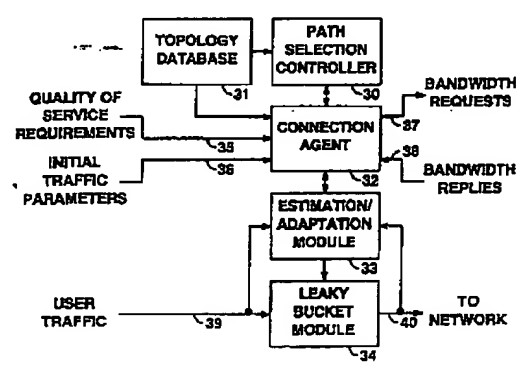 TOPOLOGY
DATABASE
31
PATH
SELECTION
CONTROLLER
30
QUALITY OF
SERVICE
REQUIREMENTS
35
INITIAL
TRAFFIC
PARAMETERS
36
CONNECTION
AGENT
32
BANDWIDTH
REQUESTS
37
38
BANDWIDTH
REPLIES
ESTIMATION/
ADAPTATION
MODULE
33
USER
TRAFFIC
39
LEAKY
BUCKET
MODULE
34
40
TO
NETWORK